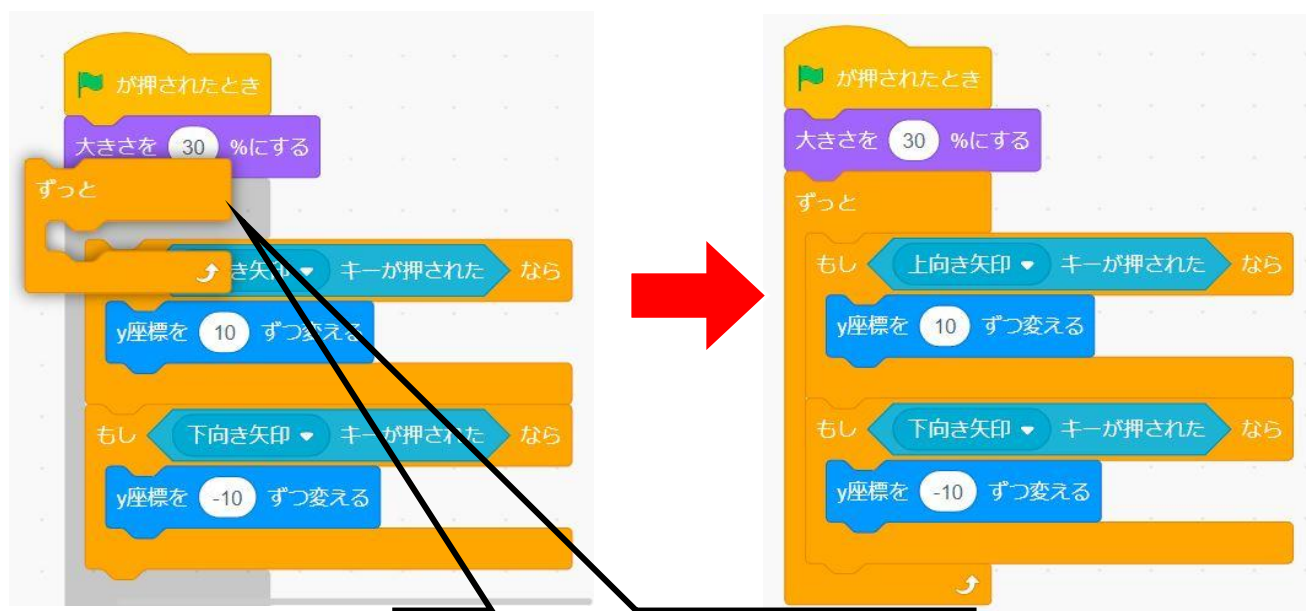 が押されたとき
大きさを 30 %にする
ずっと
き矢印 キーが押された なら
y座標を 10 ずつ変える
もし 下向き矢印 キーが押された なら
y座標を -10 ずつ変える
が押されたとき
大きさを 30 %にする
ずっと
もし 上向き矢印 キーが押された なら
y座標を 10 ずつ変える
もし 下向き矢印 キーが押された なら
y座標を -10 ずつ変える